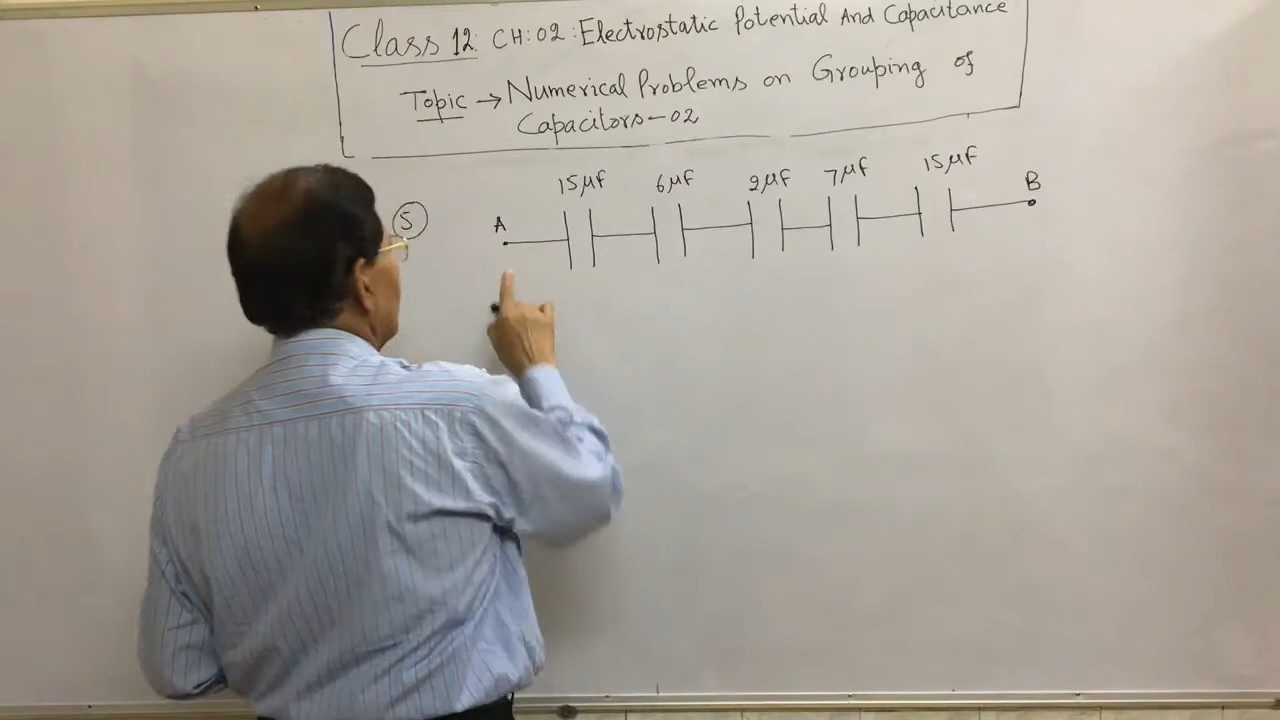 Class 12: CH:02: Electrostatic Potential And Capacitance
Topic → Numerical Problems on Grouping of
Capacitors-02
15μF 6μF 2μF 7μF 15μF
5 A B